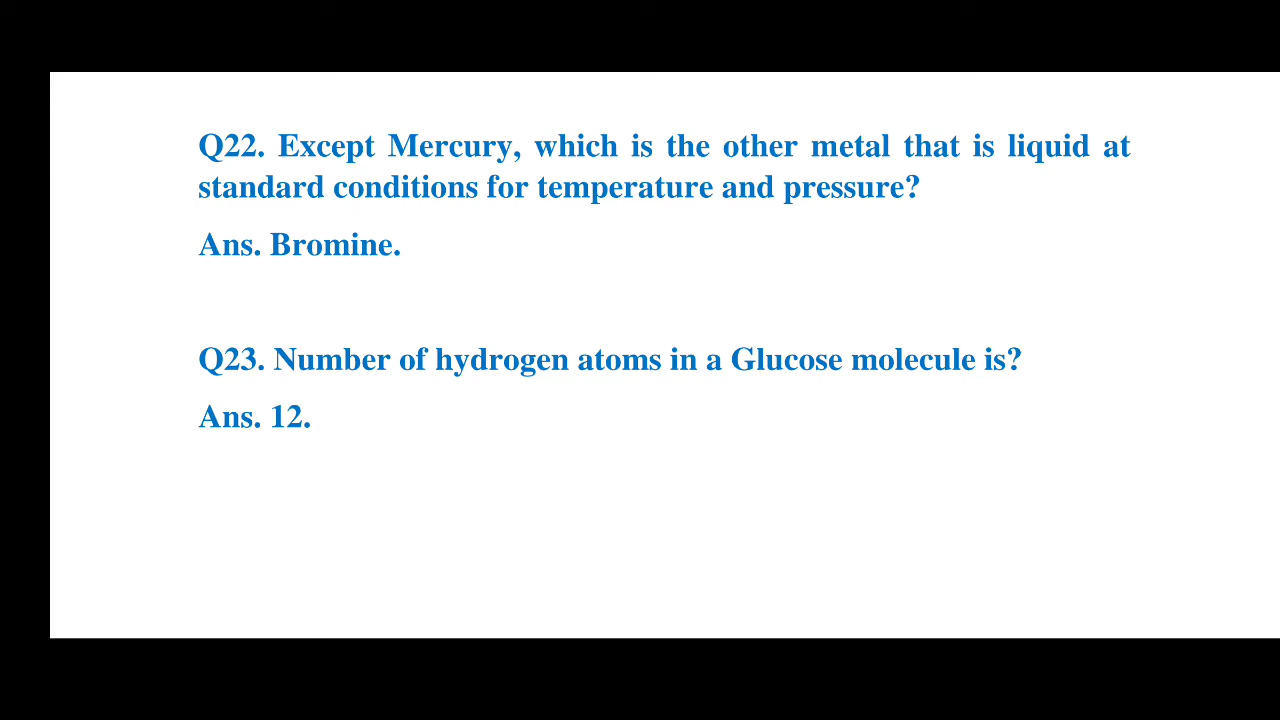 Q22. Except Mercury, which is the other metal that is liquid at
standard conditions for temperature and pressure?
Ans. Bromine.
Q23. Number of hydrogen atoms in a Glucose molecule is?
Ans. 12.